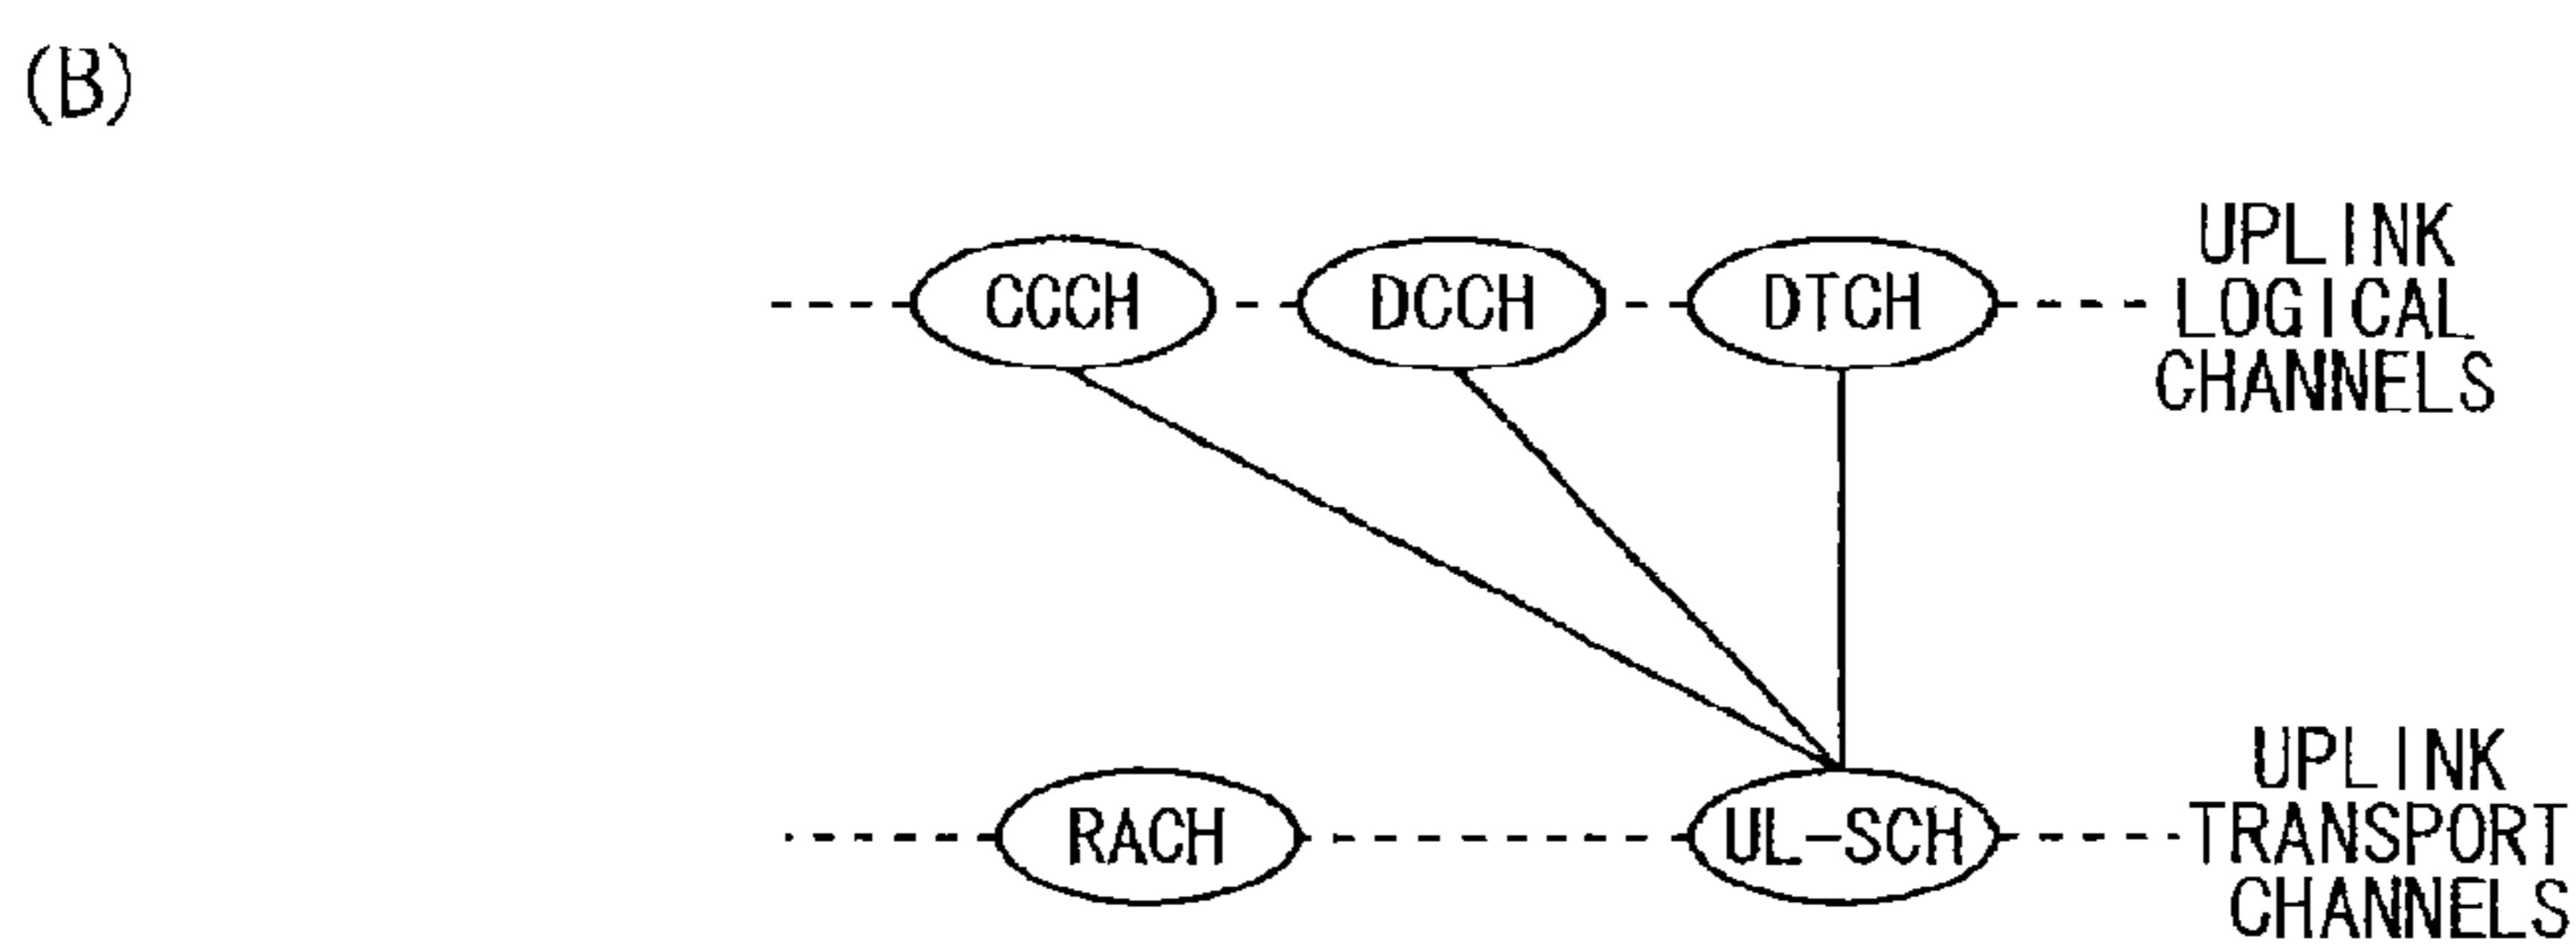 (B)
CCCH DCCH DTCH
UPLINK
LOGICAL
CHANNELS
RACH UL-SCH
UPLINK
TRANSPORT
CHANNELS